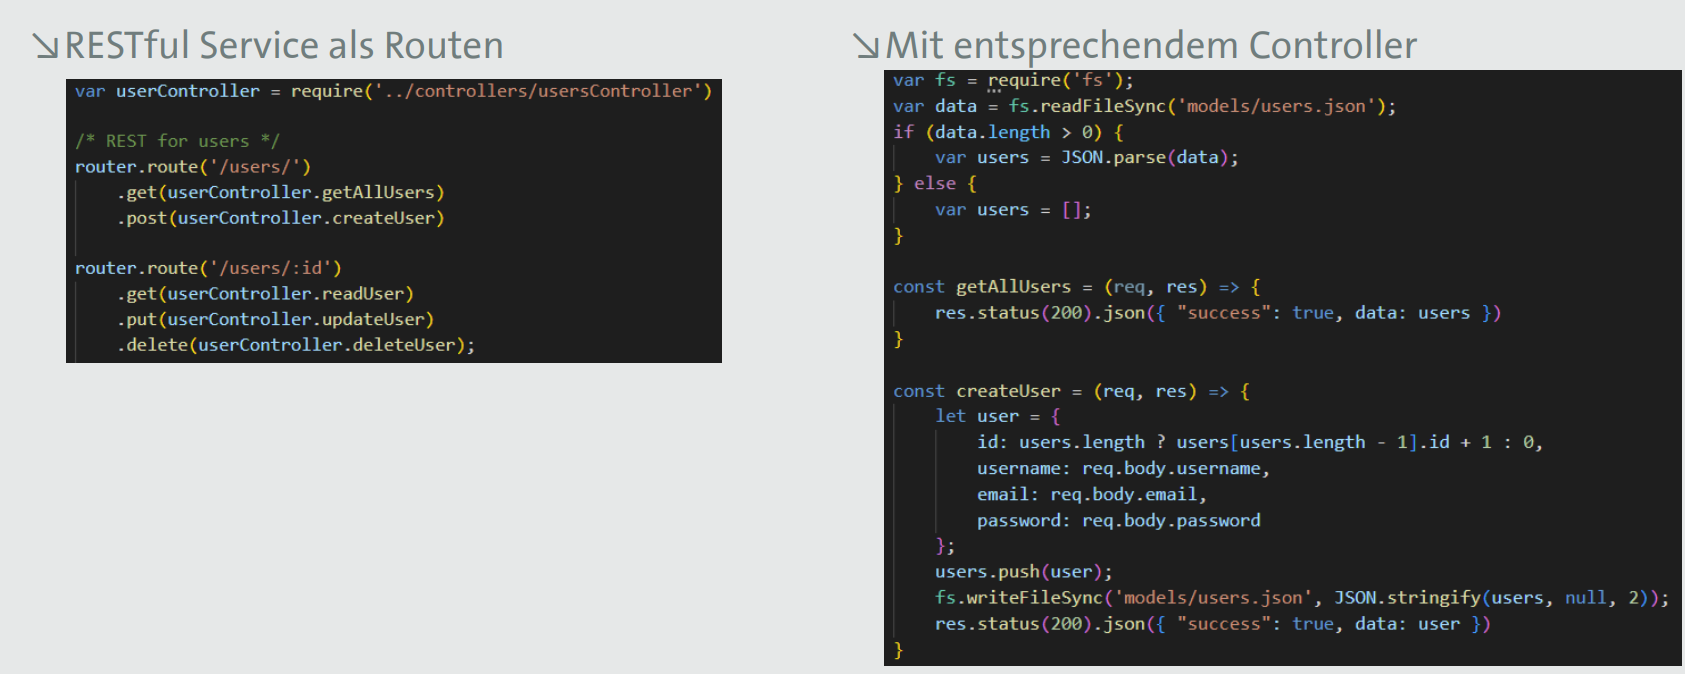 ↘RESTful Service als Routen
var userController = require('../controllers/usersController')
/* REST for users */
router.route('/users/')
    .get(userController.getAllUsers)
    .post(userController.createUser)
router.route('/users/:id')
    .get(userController.readUser)
    .put(userController.updateUser)
    .delete(userController.deleteUser);
↘Mit entsprechendem Controller
var fs = require('fs');
var data = fs.readFileSync('models/users.json');
if (data.length > 0) {
    var users = JSON.parse(data);
} else {
    var users = [];
}
const getAllUsers = (req, res) => {
    res.status(200).json({ "success": true, data: users })
}
const createUser = (req, res) => {
    let user = {
        id: users.length ? users[users.length - 1].id + 1 : 0,
        username: req.body.username,
        email: req.body.email,
        password: req.body.password
    };
    users.push(user);
    fs.writeFileSync('models/users.json', JSON.stringify(users, null, 2));
    res.status(200).json({ "success": true, data: user })
}